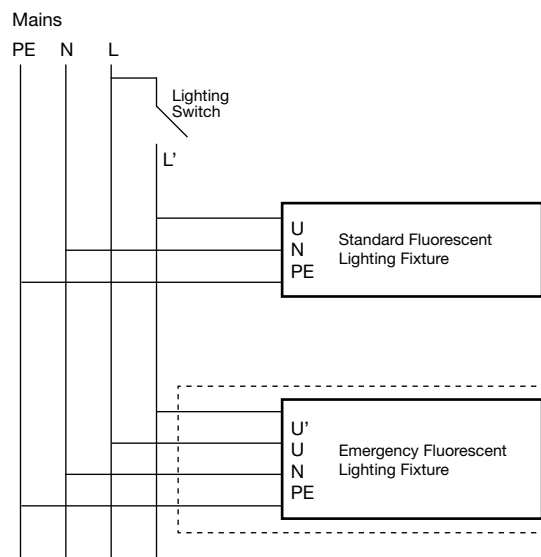 Mains
PE N L
Lighting
Switch
L'
U
N
PE
Standard Fluorescent
Lighting Fixture
U'
U
N
PE
Emergency Fluorescent
Lighting Fixture